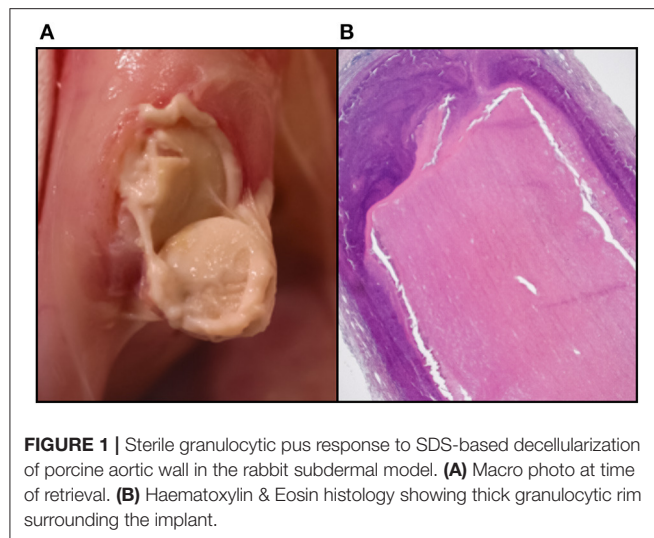 A
B
FIGURE 1 | Sterile granulocytic pus response to SDS-based decellularization
of porcine aortic wall in the rabbit subdermal model. (A) Macro photo at time
of retrieval. (B) Haematoxylin & Eosin histology showing thick granulocytic rim
surrounding the implant.